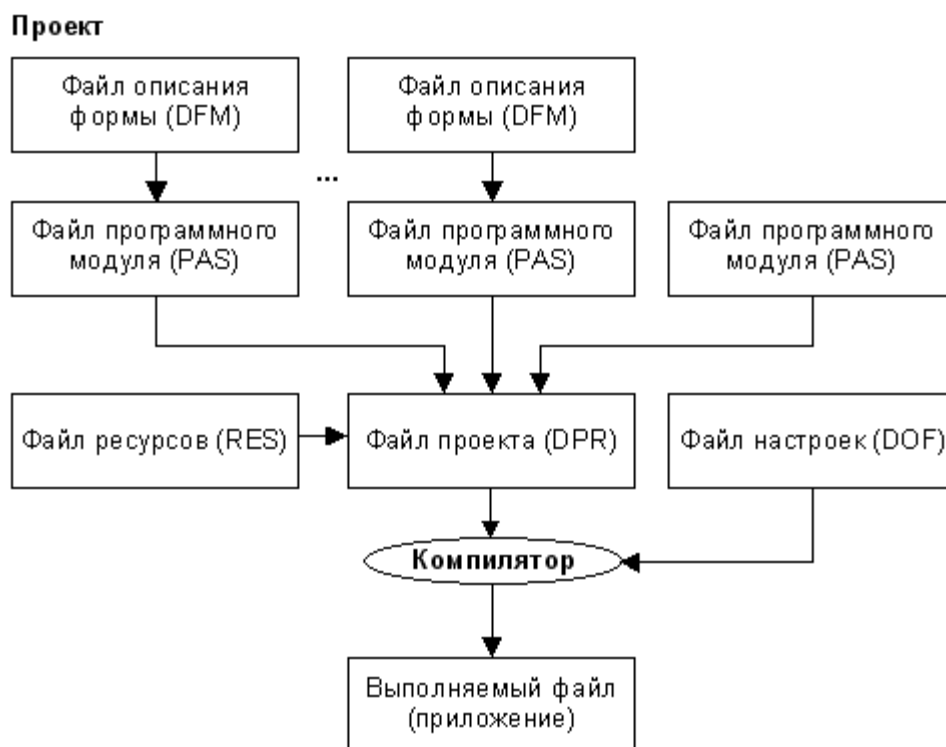 Проект
Файл описания
формы (DFM)
Файл описания
формы (DFM)
...
Файл программного
модуля (PAS)
Файл программного
модуля (PAS)
Файл программного
модуля (PAS)
Файл ресурсов (RES)
Файл проекта (DPR)
Файл настроек (DOF)
Компилятор
Выполняемый файл
(приложение)